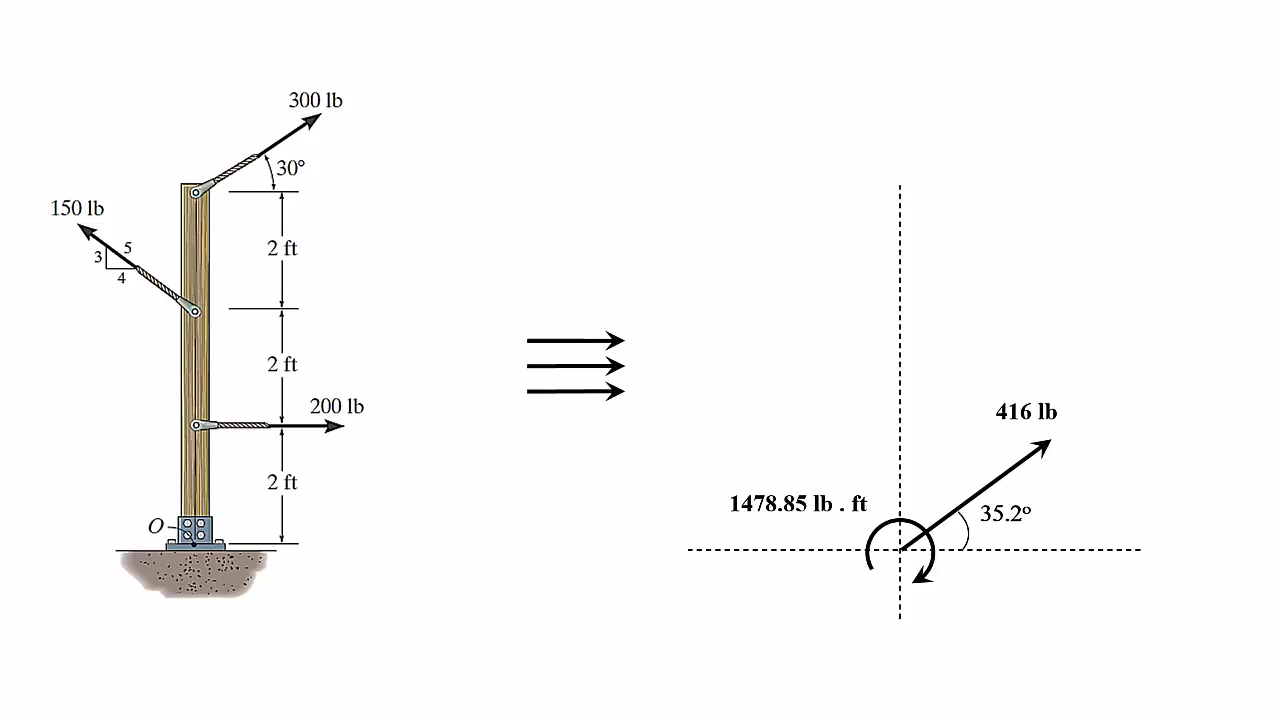 300 lb
30°
150 lb
5
3
4
2 ft
2 ft
200 lb
2 ft
O
416 lb
1478.85 lb . ft
35.2°